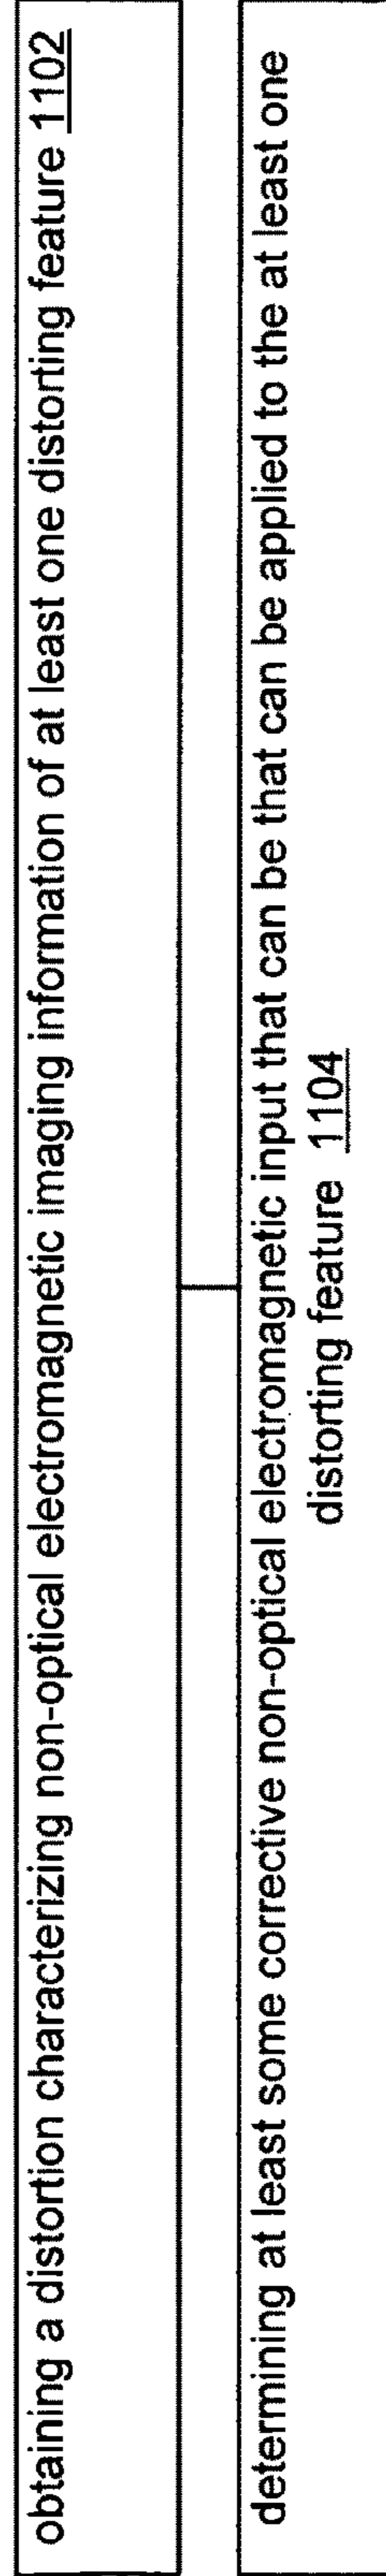 obtaining a distortion characterizing non-optical electromagnetic imaging information of at least one distorting feature 1102
determining at least some corrective non-optical electromagnetic input that can be that can be applied to the at least one
distorting feature 1104